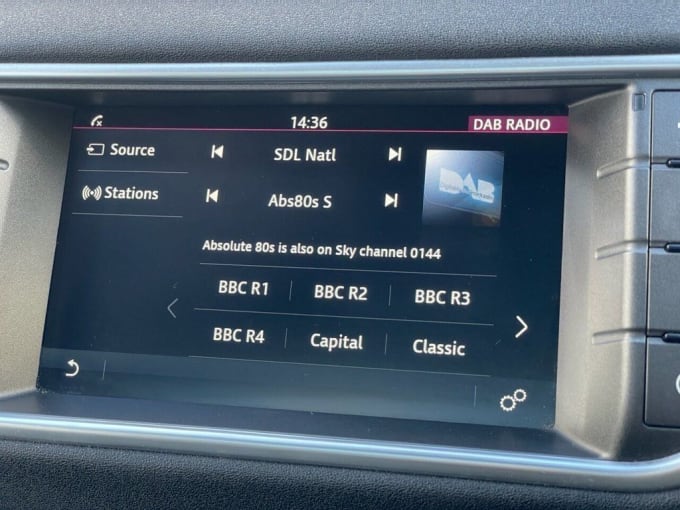 14:36 DAB RADIO
Source SDL Natl
Stations Abs80s S
DAB
Absolute 80s is also on Sky channel 0144
BBC R1 BBC R2 BBC R3
BBC R4 Capital Classic